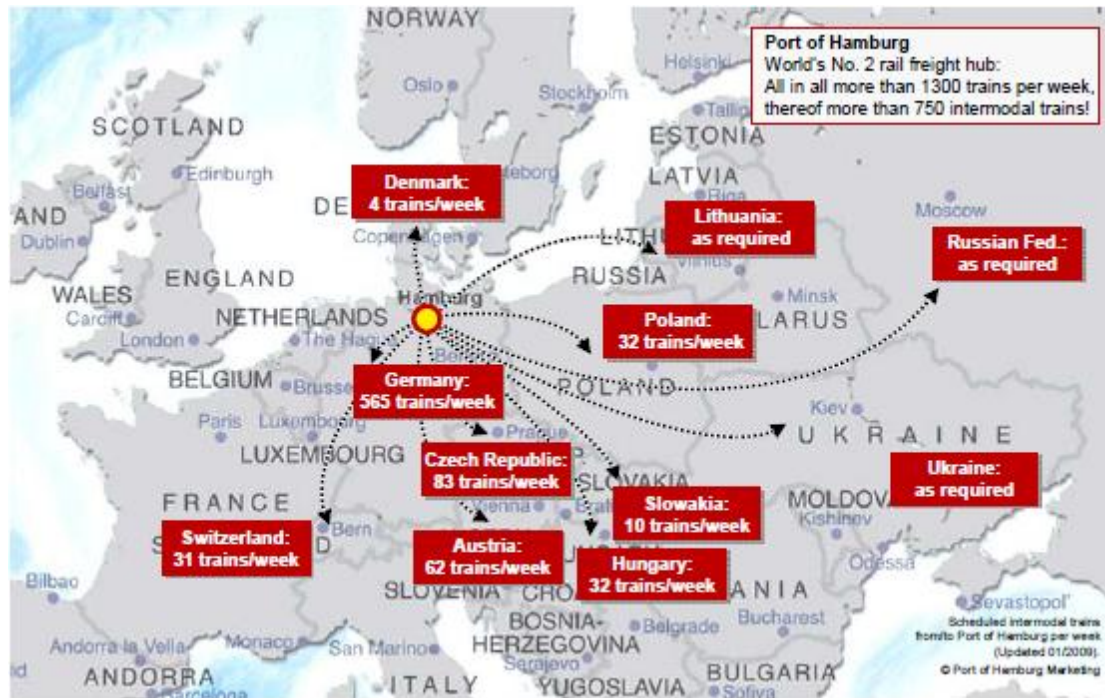 NORWAY
Port of Hamburg
World's No. 2 rail freight hub:
All in all more than 1300 trains per week,
thereof more than 750 intermodal trains!
Helsinki
Oslo
Stockholm
SCOTLAND
ESTONIA
Edinburgh
Denmark:
4 trains/week
LATVIA
Riga
Belfast
Moscow
Lithuania:
as required
Dublin
Russian Fed.:
as required
RUSSIA
ENGLAND
WALES
Minsk
Hamburg
Cardiff
NETHERLANDS
Poland:
32 trains/week
London
BELGIUM
Germany:
565 trains/week
POLAND
Kiev
Paris
Luxembourg
UKRAINE
Prague
LUXEMBOURG
Czech Republic:
83 trains/week
Ukraine:
as required
SLOVAKIA
FRANCE
Vienna
Slowakia:
10 trains/week
Kishinev
Bern
Switzerland:
31 trains/week
Austria:
62 trains/week
Hungary:
32 trains/week
Odessa
Bilbao
SLOVENIA
Sevastopol'
BOSNIA-
HERZEGOVINA
Belgrade
Bucharest
Scheduled intermodal trains
from/to Port of Hamburg per week
(Updated 01/2009).
© Port of Hamburg Marketing
Andorra la Vella
Monaco
San Marino
Sarajevo
ANDORRA
ITALY
YUGOSLAVIA
BULGARIA
Sofiya